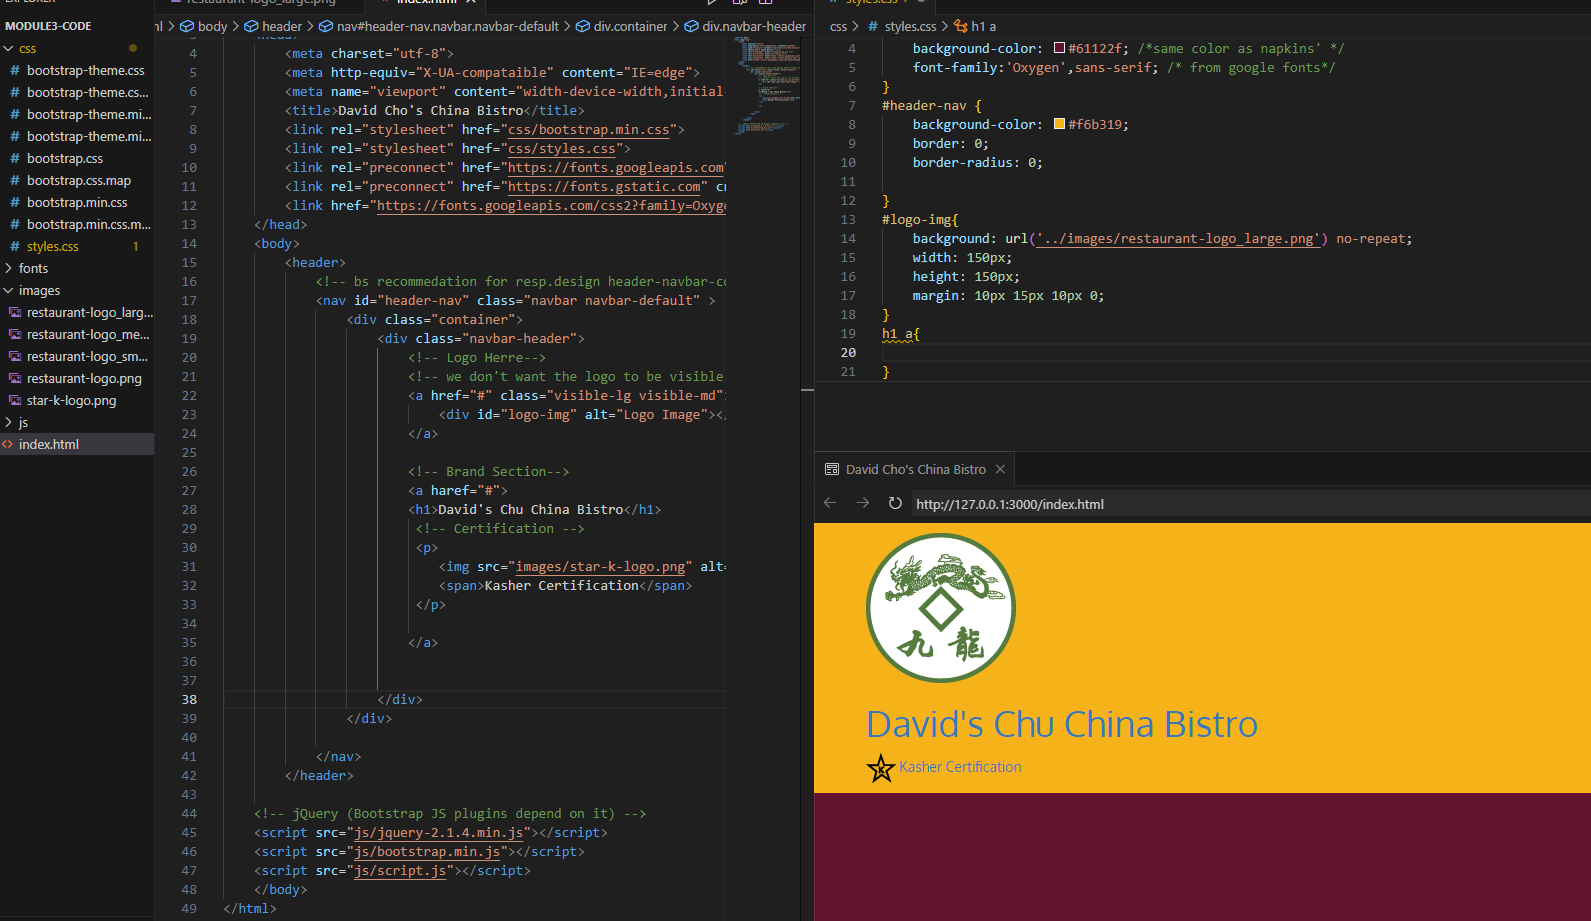 MODULE3-CODE
css
# bootstrap-theme.css
# bootstrap-theme.cs...
# bootstrap-theme.mi...
# bootstrap-theme.mi...
# bootstrap.css
# bootstrap.css.map
# bootstrap.min.css
# bootstrap.min.css.m...
# styles.css 1
fonts
images
restaurant-logo_larg...
restaurant-logo_me...
restaurant-logo_sm...
restaurant-logo.png
star-k-logo.png
js
<> index.html
restaurant-logo_large.png
index.html
body > header > nav#header-nav.navbar.navbar-default > div.container > div.navbar-header
4 <meta charset="utf-8">
5 <meta http-equiv="X-UA-compataible" content="IE=edge">
6 <meta name="viewport" content="width-device-width,initial-
7 <title>David Cho's China Bistro</title>
8 <link rel="stylesheet" href="css/bootstrap.min.css">
9 <link rel="stylesheet" href="css/styles.css">
10 <link rel="preconnect" href="https://fonts.googleapis.com"
11 <link rel="preconnect" href="https://fonts.gstatic.com" cr
12 <link href="https://fonts.googleapis.com/css2?family=Oxyge
13 </head>
14 <body>
15 <header>
16 <!-- bs recommedation for resp.design header-navbar-co
17 <nav id="header-nav" class="navbar navbar-default" >
18 <div class="container">
19 <div class="navbar-header">
20 <!-- Logo Herre-->
21 <!-- we don't want the logo to be visible
22 <a href="#" class="visible-lg visible-md"
23 <div id="logo-img" alt="Logo Image"></
24 </a>
25
26 <!-- Brand Section-->
27 <a haref="#">
28 <h1>David's Chu China Bistro</h1>
29 <!-- Certification -->
30 <p>
31 <img src="images/star-k-logo.png" alt=
32 <span>Kasher Certification</span>
33 </p>
34
35 </a>
36
37
38 </div>
39 </div>
40
41 </nav>
42 </header>
43
44 <!-- jQuery (Bootstrap JS plugins depend on it) -->
45 <script src="js/jquery-2.1.4.min.js"></script>
46 <script src="js/bootstrap.min.js"></script>
47 <script src="js/script.js"></script>
48 </body>
49 </html>
styles.css
css > # styles.css > h1 a
4 background-color: #61122f; /*same color as napkins' */
5 font-family:'Oxygen',sans-serif; /* from google fonts*/
6 }
7 #header-nav {
8 background-color: #f6b319;
9 border: 0;
10 border-radius: 0;
11
12 }
13 #logo-img{
14 background: url('../images/restaurant-logo_large.png') no-repeat;
15 width: 150px;
16 height: 150px;
17 margin: 10px 15px 10px 0;
18 }
19 h1 a{
20
21 }
David Cho's China Bistro
http://127.0.0.1:3000/index.html
九龍
David's Chu China Bistro
K Kasher Certification